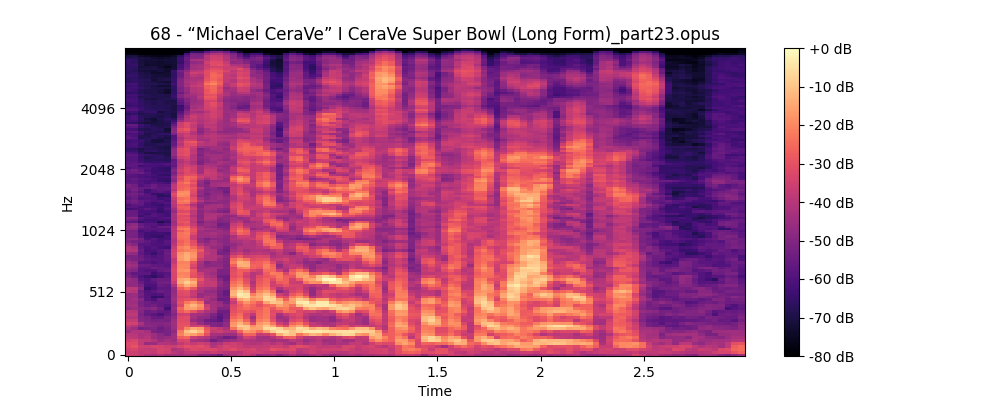 68 - “Michael CeraVe” I CeraVe Super Bowl (Long Form)_part23.opus
Hz
4096
2048
1024
512
0
0 0.5 1 1.5 2 2.5
Time
+0 dB
-10 dB
-20 dB
-30 dB
-40 dB
-50 dB
-60 dB
-70 dB
-80 dB